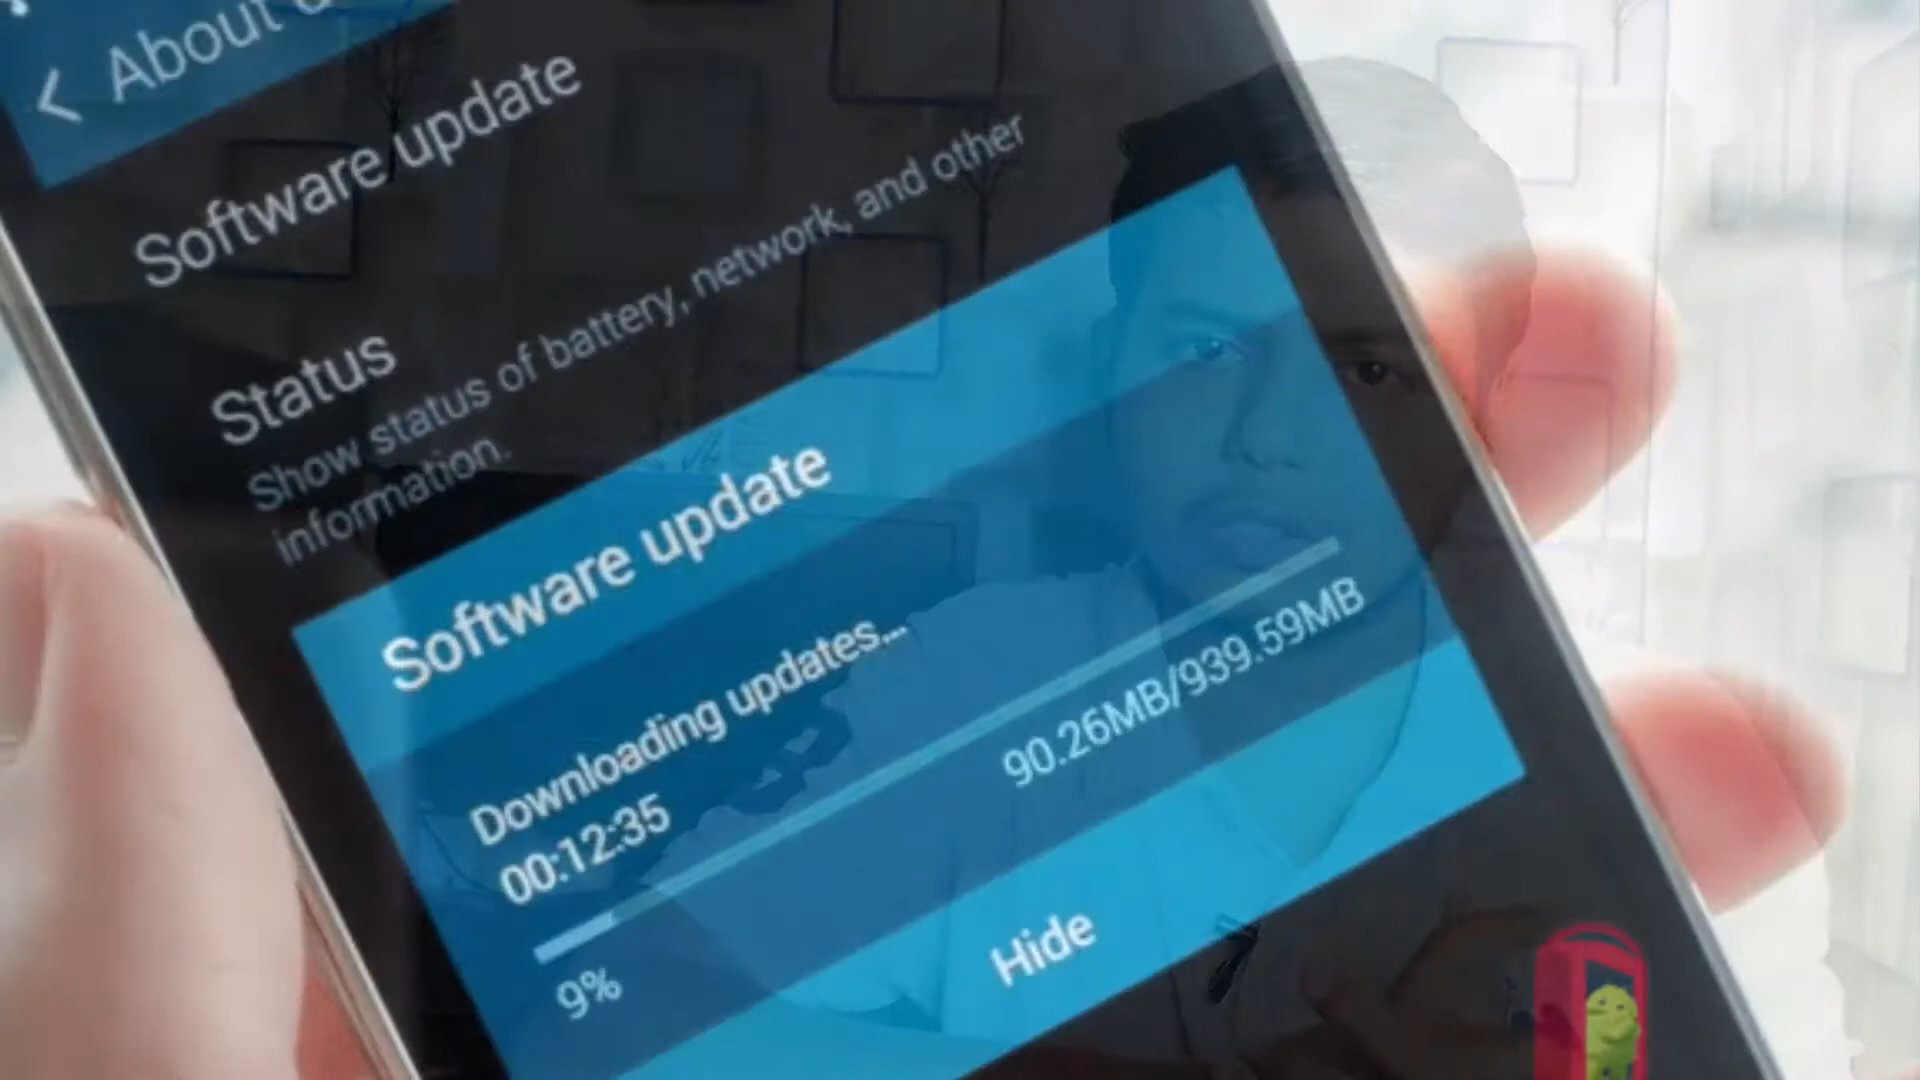 About
Software update
Status
Show status of battery, network, and other
information.
Software update
Downloading updates...
00:12:35
90.26MB/939.59MB
9%
Hide